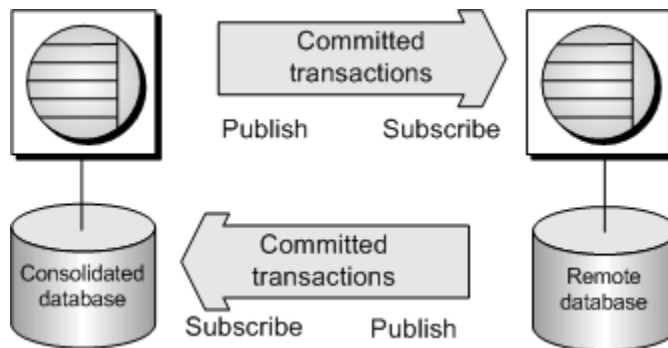 Committed
transactions
Publish
Subscribe
Consolidated
database
Committed
transactions
Subscribe
Publish
Remote
database